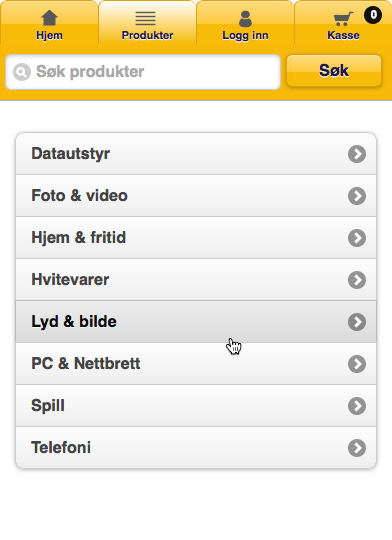 Hjem
Produkter
Logg inn
Kasse
0
Søk produkter
Søk
Datautstyr
Foto & video
Hjem & fritid
Hvitevarer
Lyd & bilde
PC & Nettbrett
Spill
Telefoni